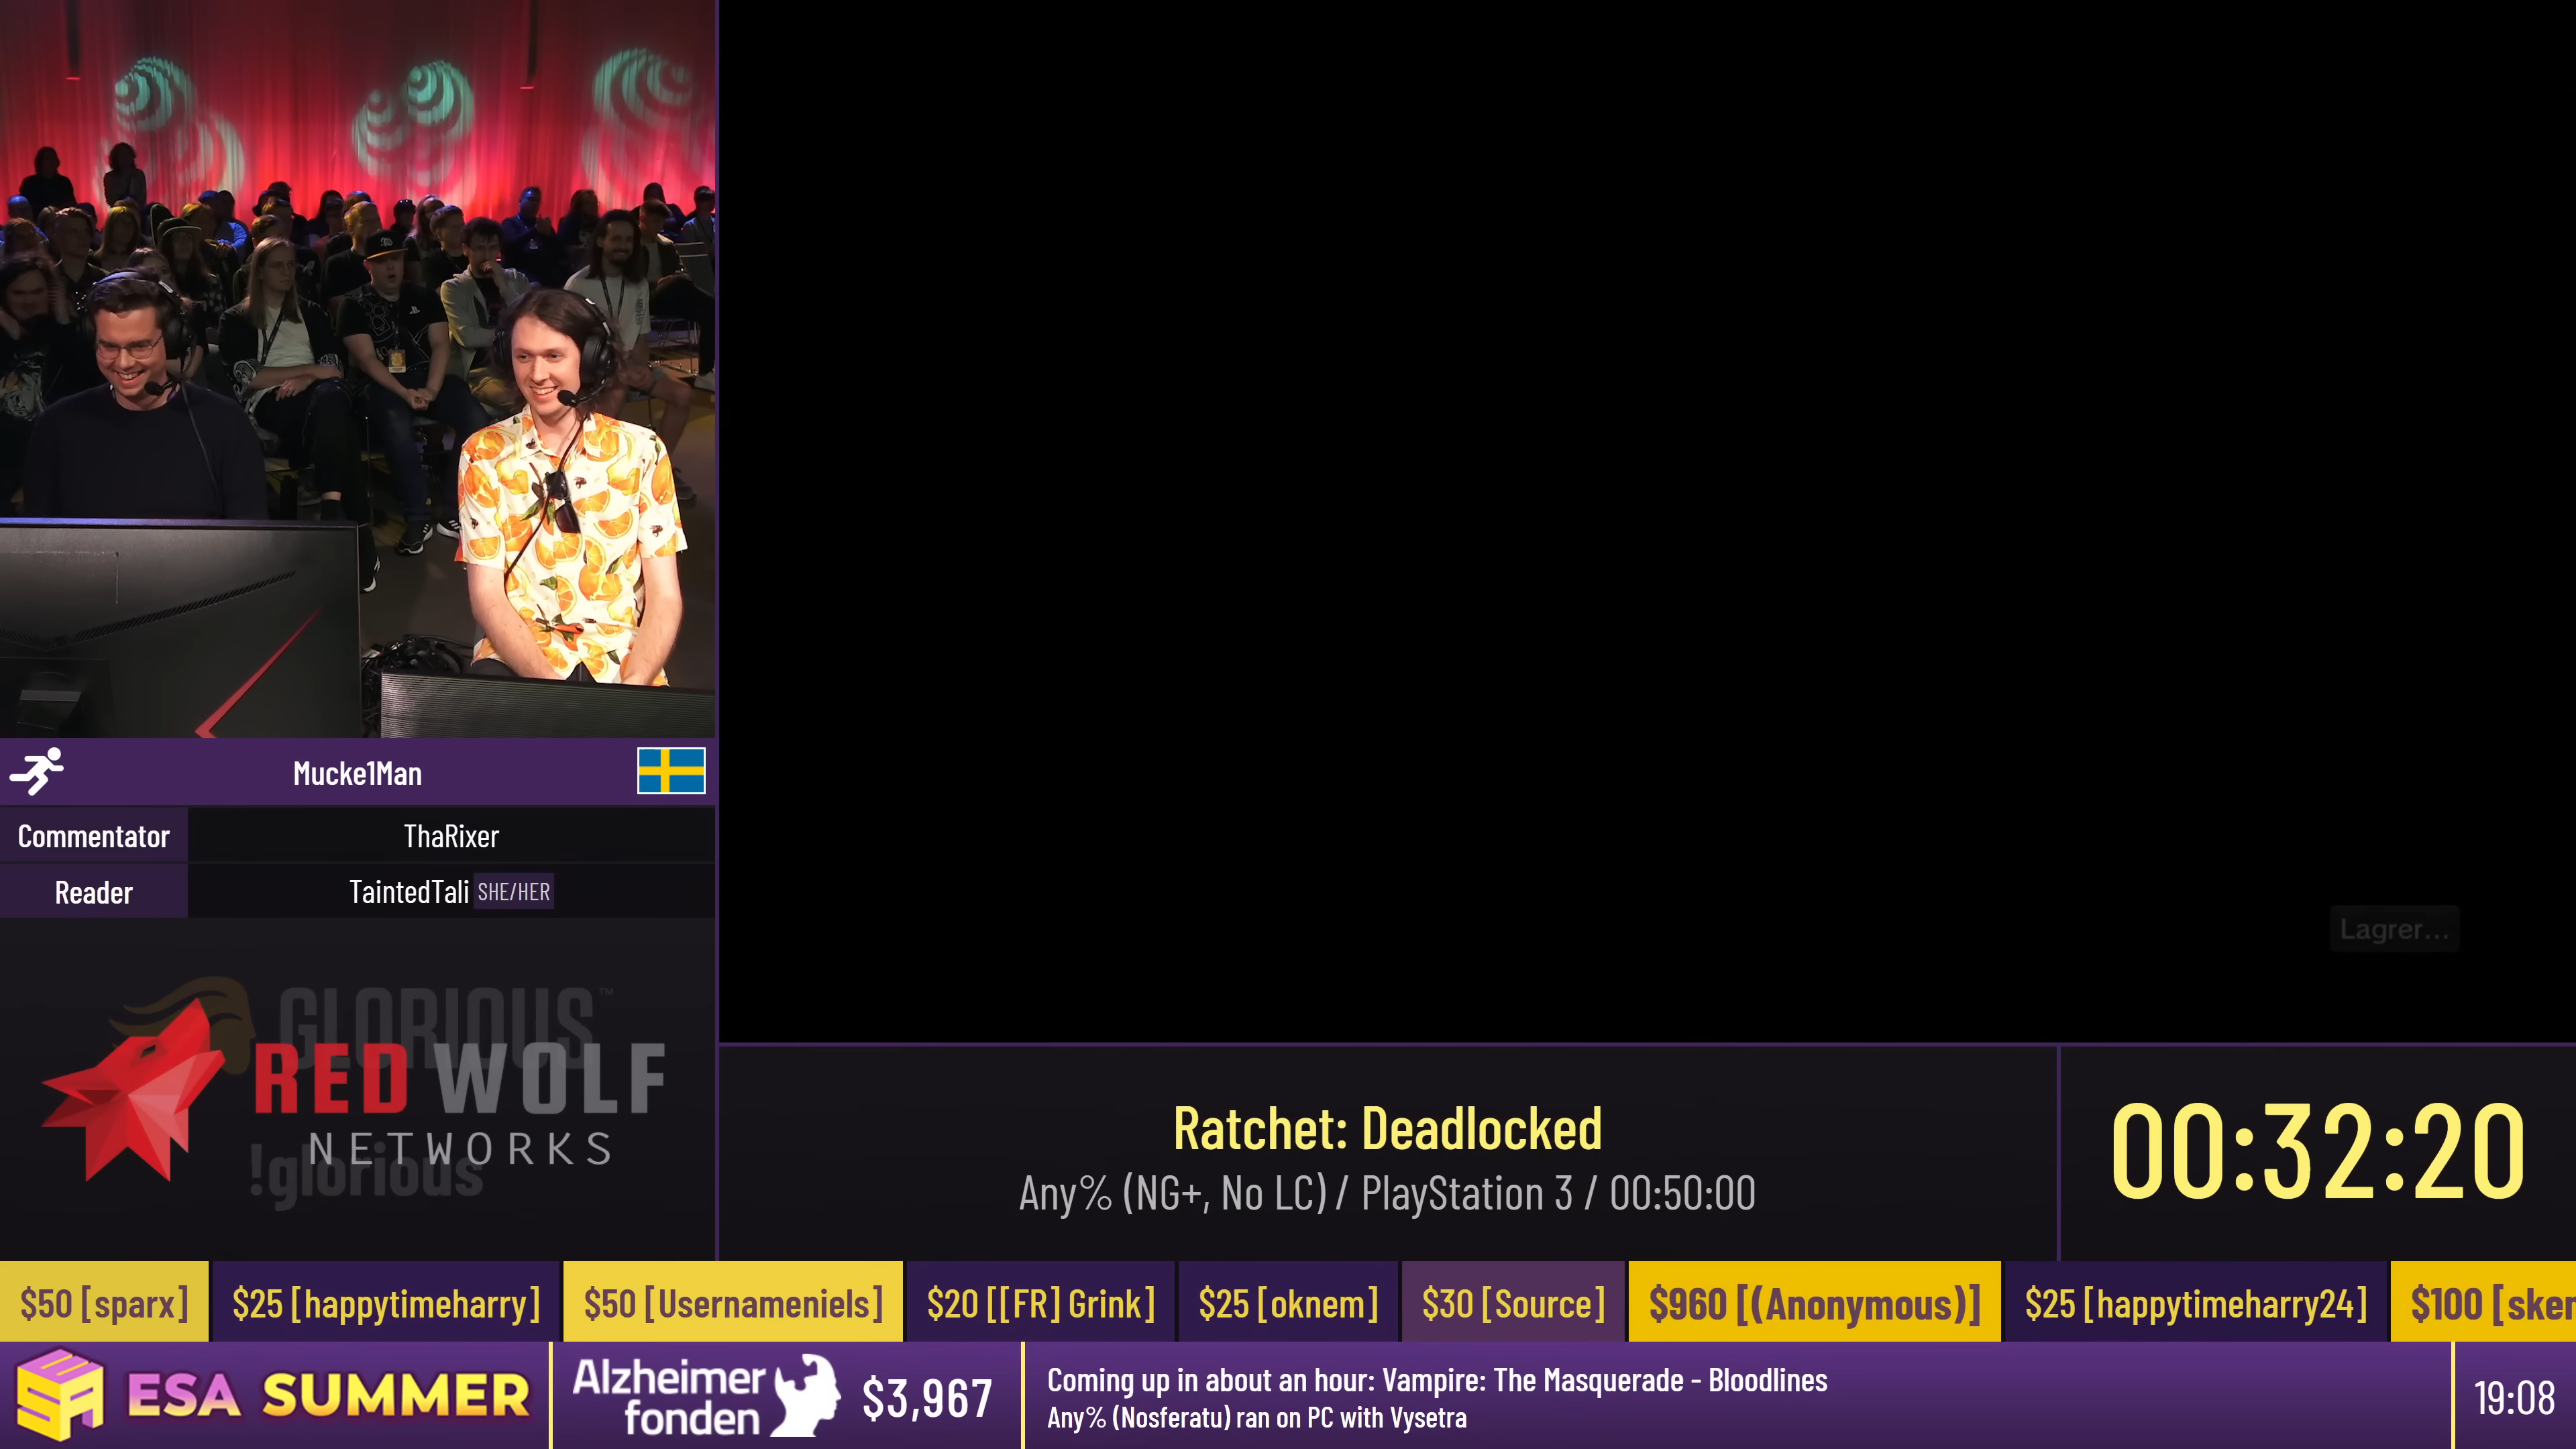 Mucke1Man
Commentator
ThaRixer
Reader
TaintedTali SHE/HER
GLORIOUS™
RED WOLF
NETWORKS
!glorious
Lagrer...
Ratchet: Deadlocked
Any% (NG+, No LC) / PlayStation 3 / 00:50:00
00:32:20
$50 [sparx]
$25 [happytimeharry]
$50 [Usernameniels]
$20 [[FR] Grink]
$25 [oknem]
$30 [Source]
$960 [(Anonymous)]
$25 [happytimeharry24]
$100 [
ESA SUMMER
Alzheimer
fonden
$3,967
Coming up in about an hour: Vampire: The Masquerade - Bloodlines
Any% (Nosferatu) ran on PC with Vysetra
19:08